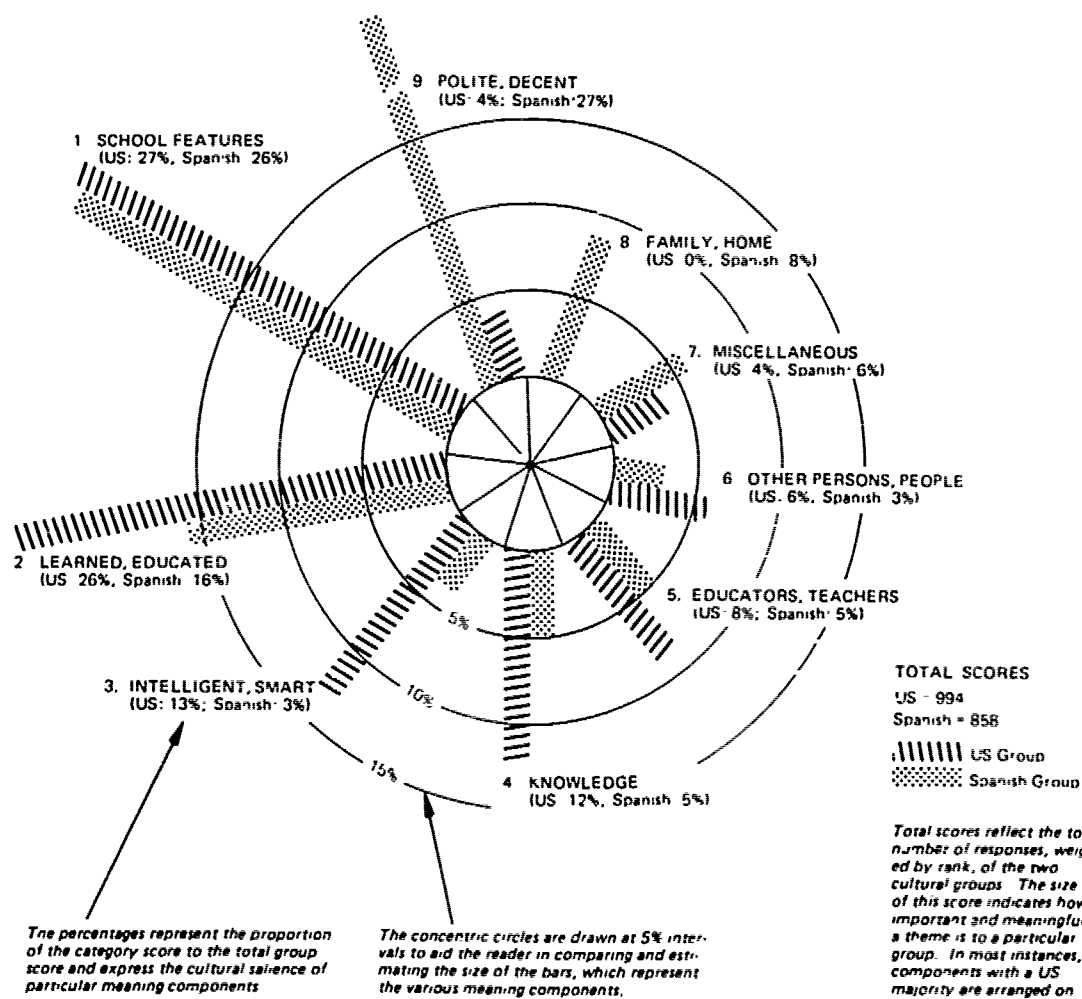 9 POLITE, DECENT
(US· 4%; Spanish·27%)
1 SCHOOL FEATURES
(US: 27%, Spanish 26%)
8 FAMILY, HOME
(US 0%, Spanish 8%)
7. MISCELLANEOUS
(US 4%, Spanish· 6%)
6 OTHER PERSONS, PEOPLE
(US. 6%, Spanish 3%)
2 LEARNED, EDUCATED
(US 26%, Spanish 16%)
5. EDUCATORS, TEACHERS
(US·8%; Spanish·5%)
5%
10%
15%
3. INTELLIGENT, SMART
(US: 13%; Spanish·3%)
4 KNOWLEDGE
(US 12%, Spanish 5%)
TOTAL SCORES
US - 994
Spanish = 858
US Group
Spanish Group
Total scores reflect the to
number of responses, weig
ed by rank, of the two
cultural groups The size
of this score indicates how
important and meaningfu
a theme is to a particular
group. In most instances,
components with a US
majority are arranged on
The percentages represent the proportion
of the category score to the total group
score and express the cultural salience of
particular meaning components
The concentric circles are drawn at 5% inter-
vals to aid the reader in comparing and esti-
mating the size of the bars, which represent
the various meaning components.